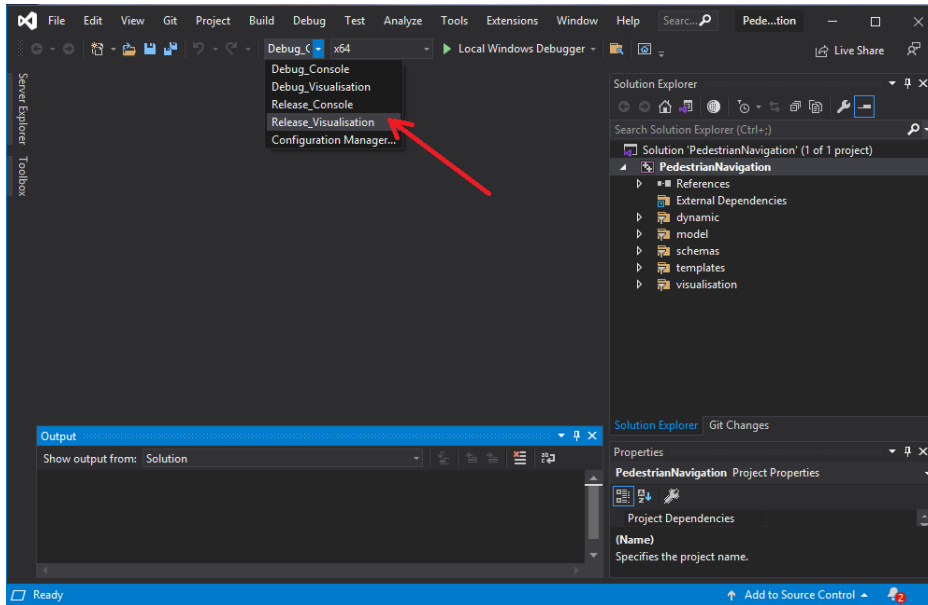 File Edit View Git Project Build Debug Test Analyze Tools Extensions Window Help Searc... Pede...tion
Debug_C x64 Local Windows Debugger Live Share
Debug_Console
Debug_Visualisation
Release_Console
Release_Visualisation
Configuration Manager...
Server Explorer
Toolbox
Solution Explorer
Search Solution Explorer (Ctrl+;)
Solution 'PedestrianNavigation' (1 of 1 project)
PedestrianNavigation
References
External Dependencies
dynamic
model
schemas
templates
visualisation
Solution Explorer Git Changes
Output
Show output from: Solution
Properties
PedestrianNavigation Project Properties
Project Dependencies
(Name)
Specifies the project name.
Ready Add to Source Control 2